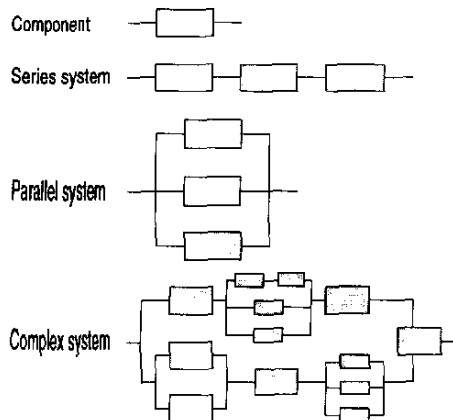 Component
Series system
Parallel system
Complex system